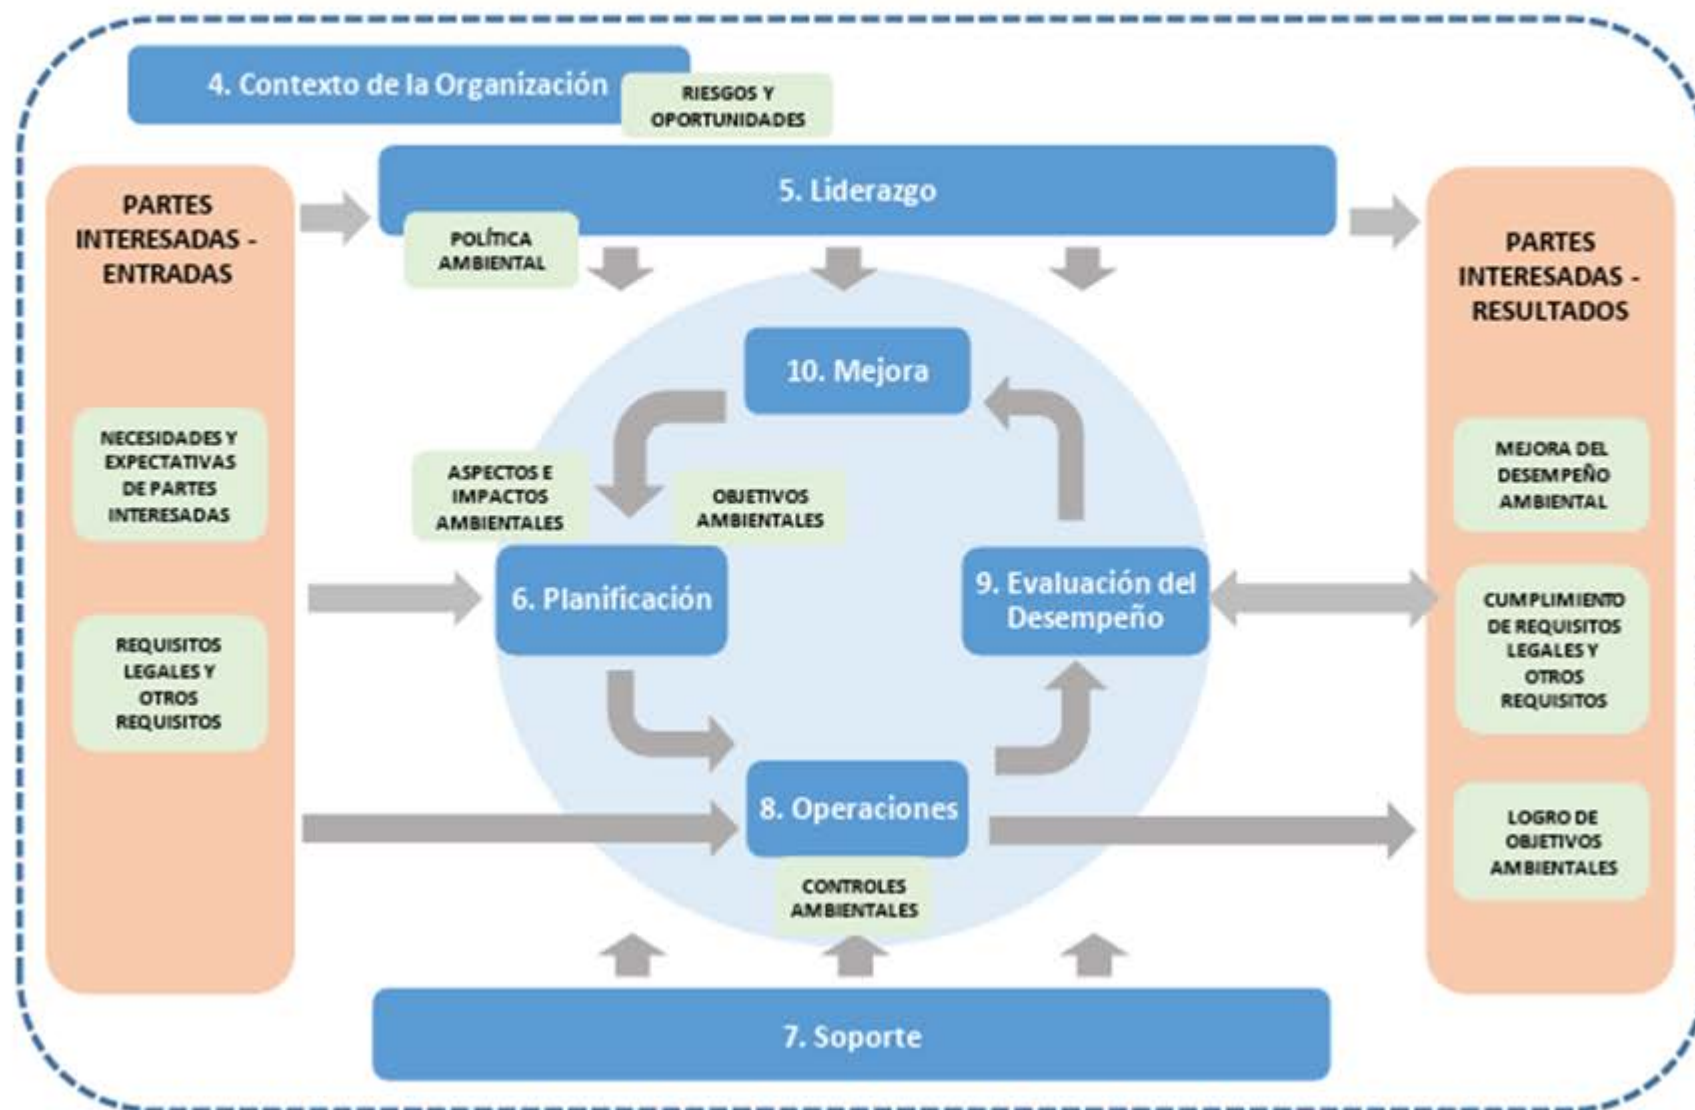 4. Contexto de la Organización
RIESGOS Y
OPORTUNIDADES
5. Liderazgo
POLÍTICA
AMBIENTAL
PARTES
INTERESADAS -
ENTRADAS
NECESIDADES Y
EXPECTATIVAS
DE PARTES
INTERESADAS
REQUISITOS
LEGALES Y
OTROS
REQUISITOS
10. Mejora
ASPECTOS E
IMPACTOS
AMBIENTALES
OBJETIVOS
AMBIENTALES
6. Planificación
9. Evaluación del
Desempeño
8. Operaciones
CONTROLES
AMBIENTALES
7. Soporte
PARTES
INTERESADAS -
RESULTADOS
MEJORA DEL
DESEMPEÑO
AMBIENTAL
CUMPLIMIENTO
DE REQUISITOS
LEGALES Y
OTROS
REQUISITOS
LOGRO DE
OBJETIVOS
AMBIENTALES